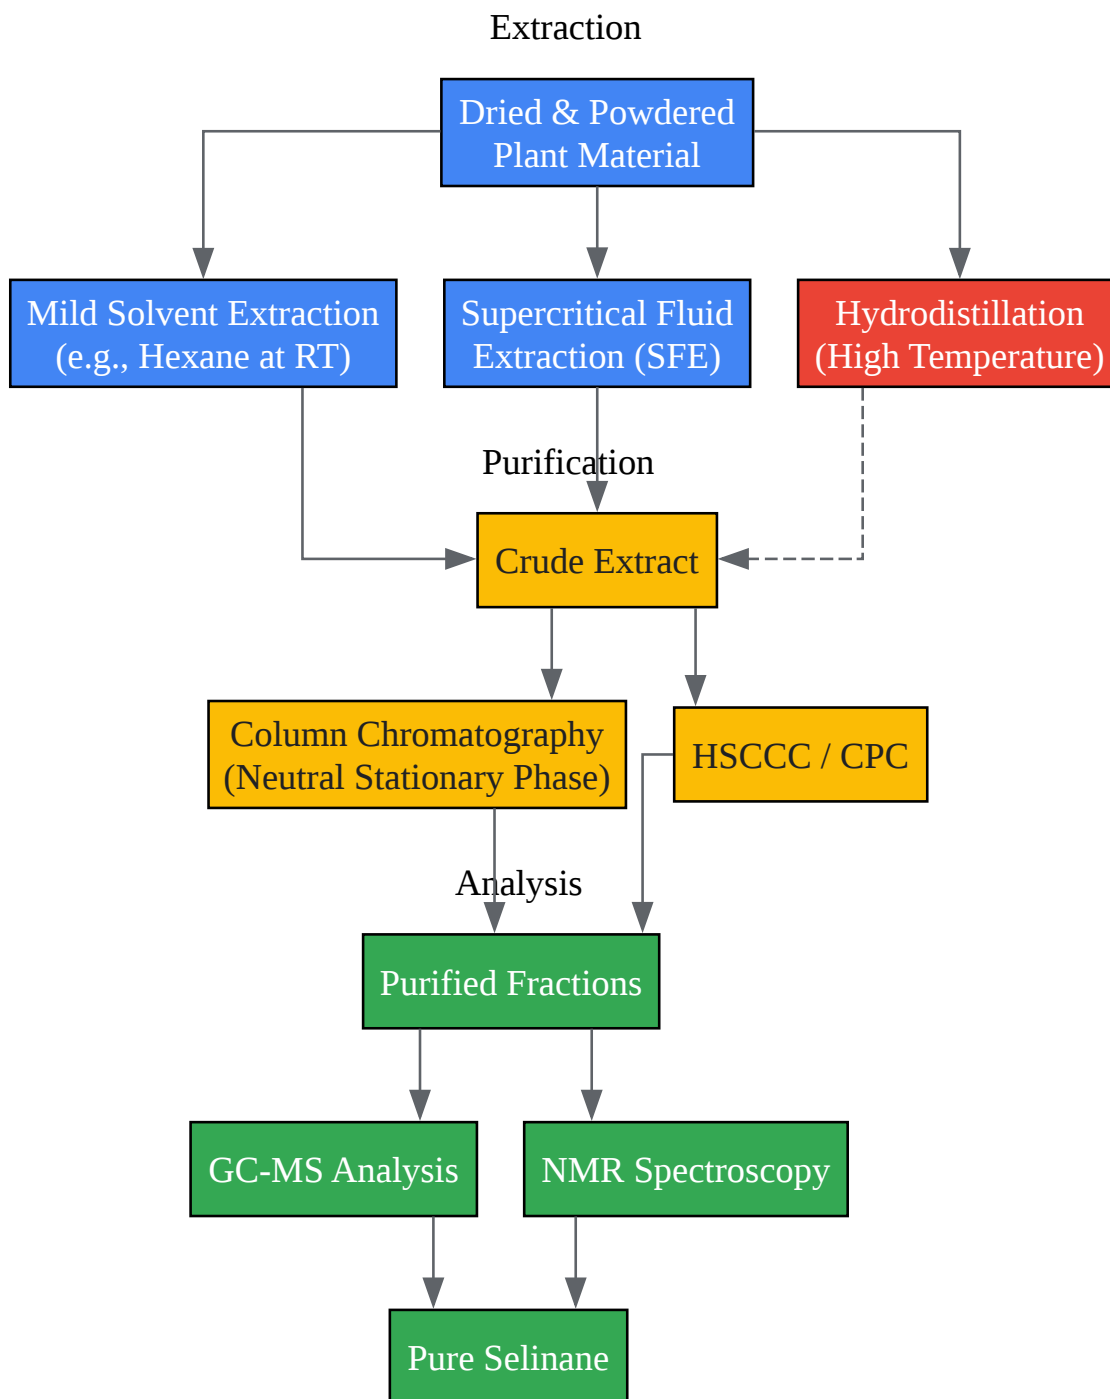 Extraction
Dried & Powdered
Plant Material
Mild Solvent Extraction
(e.g., Hexane at RT)
Supercritical Fluid
Extraction (SFE)
Hydrodistillation
(High Temperature)
Purification
Crude Extract
Column Chromatography
(Neutral Stationary Phase)
HSCCC / CPC
Analysis
Purified Fractions
GC-MS Analysis
NMR Spectroscopy
Pure Selinane